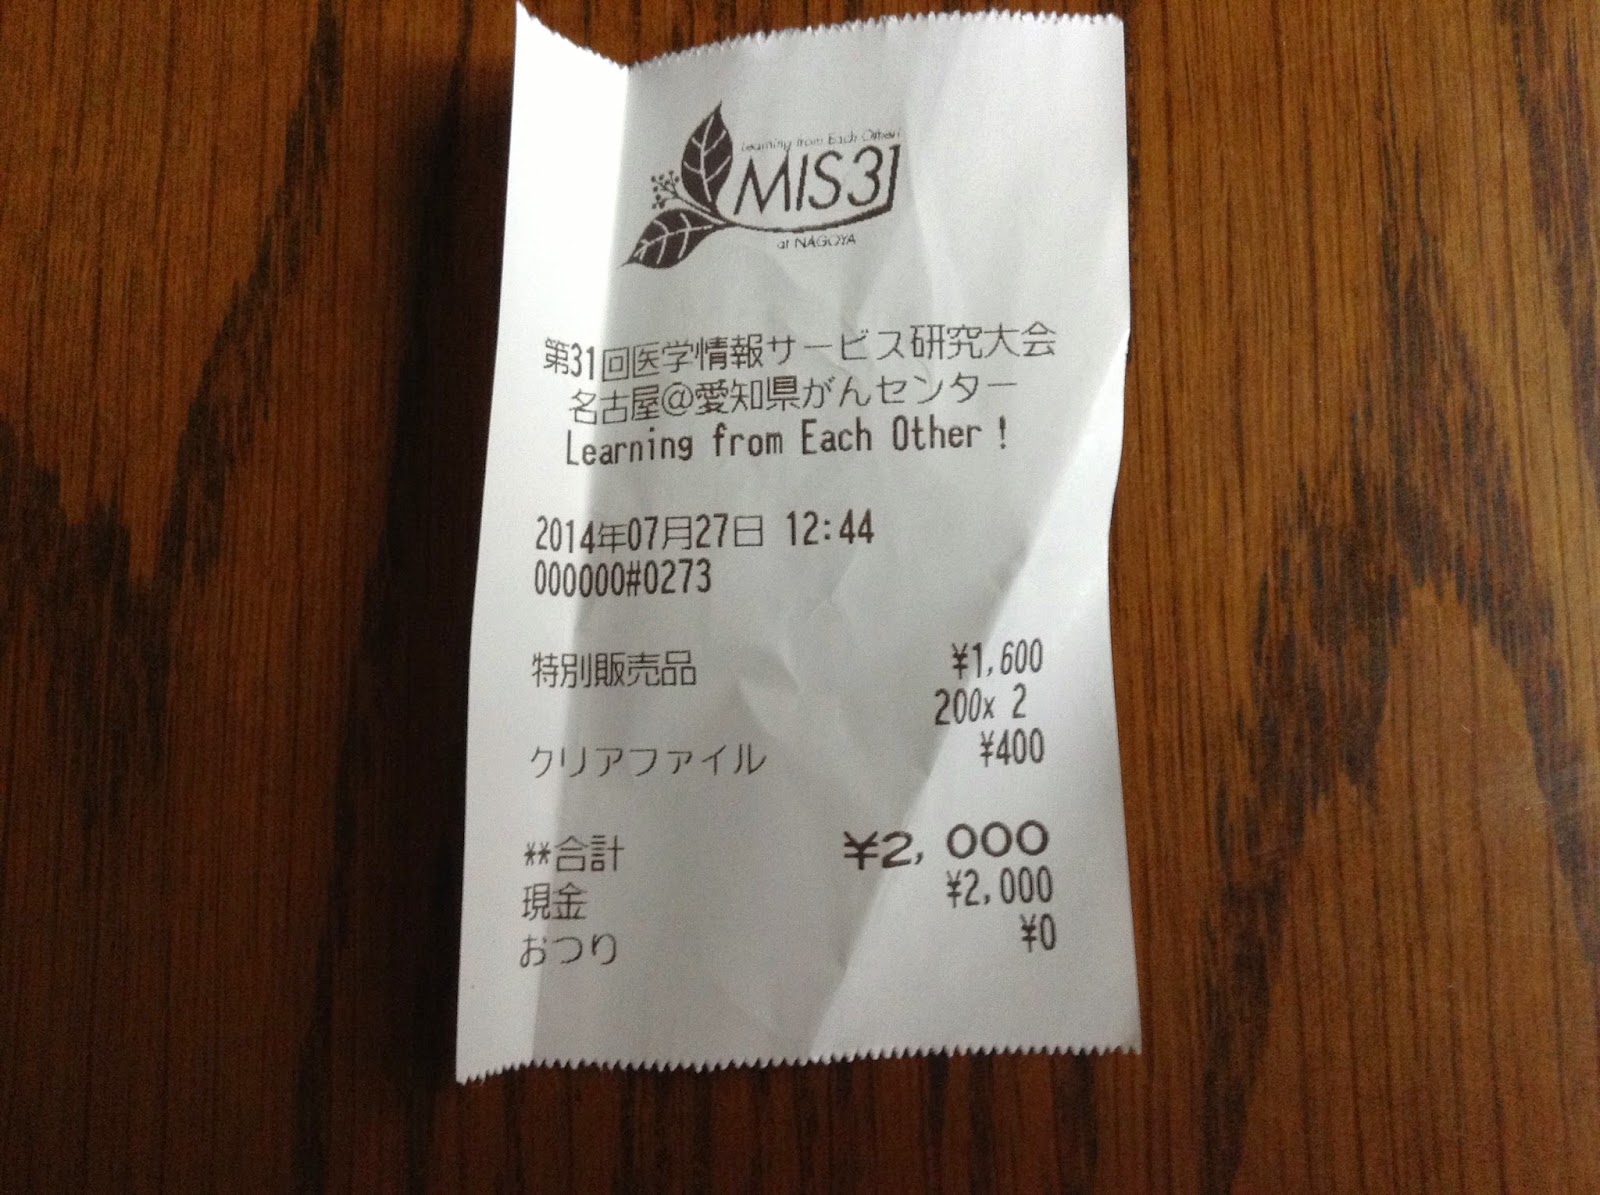 Learning from Each Other!
MIS31
at NAGOYA
第31回医学情報サービス研究大会
名古屋@愛知県がんセンター
Learning from Each Other!
2014年07月27日 12:44
000000#0273
特別販売品 ¥1,600
200x 2
クリアファイル ¥400
**合計 ¥2,000
現金 ¥2,000
おつり ¥0